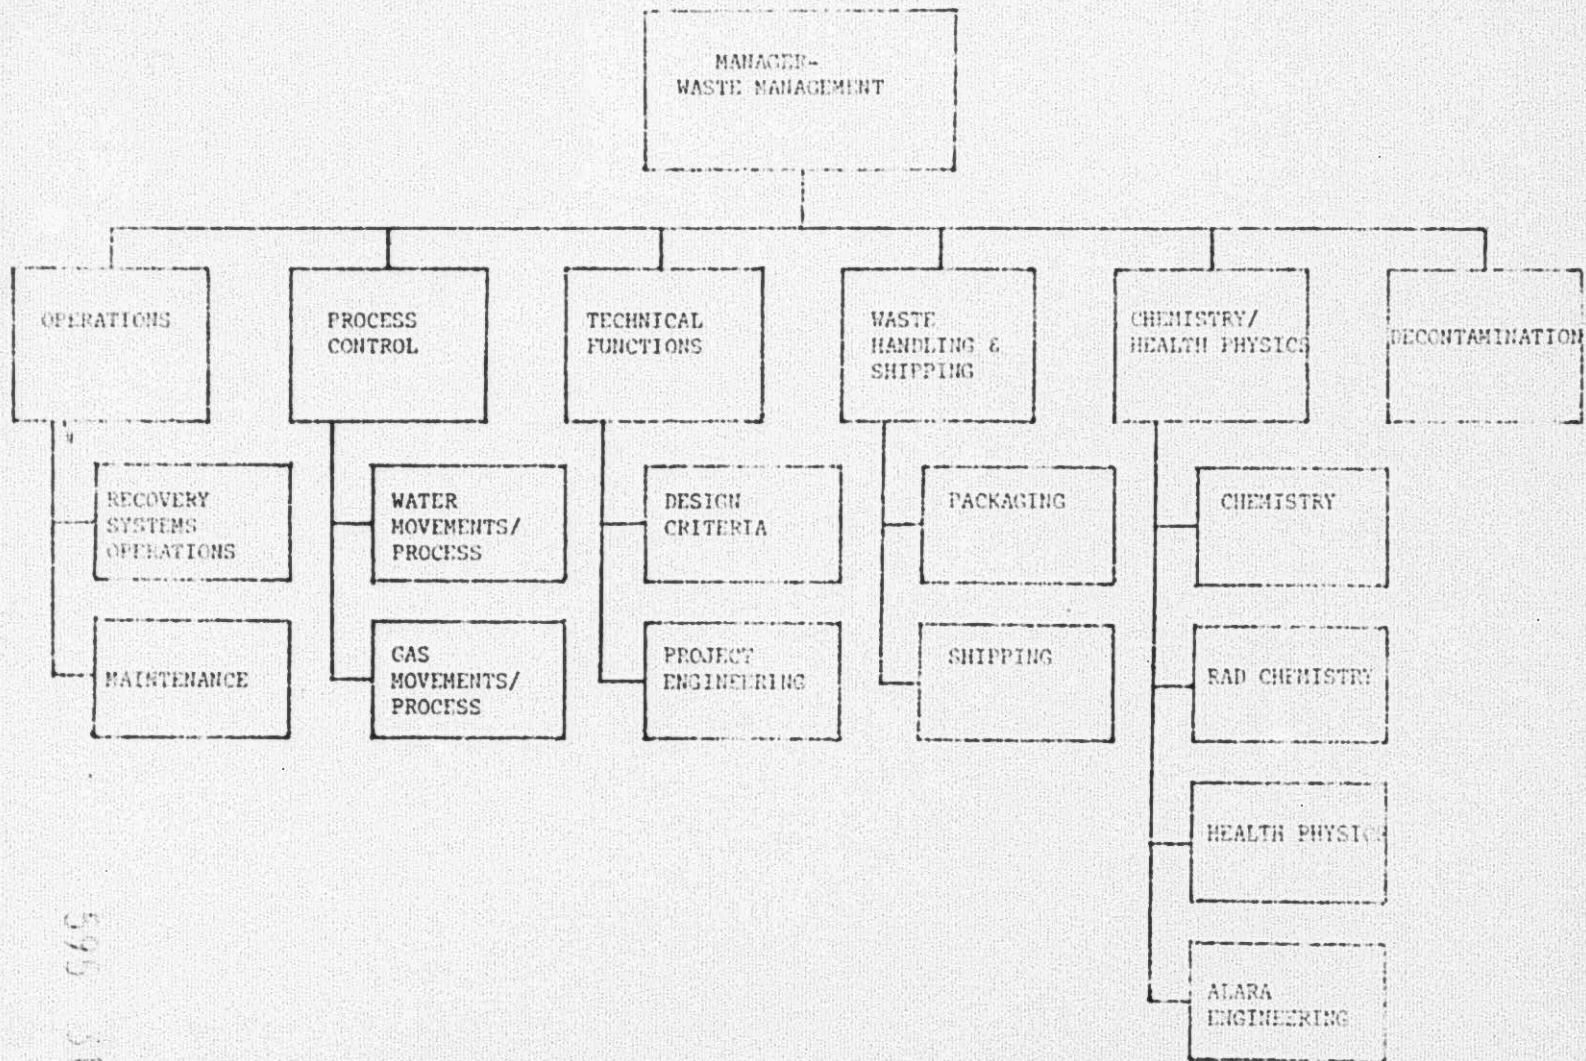 MANAGER-
WASTE MANAGEMENT
OPERATIONS
PROCESS
CONTROL
TECHNICAL
FUNCTIONS
WASTE
HANDLING &
SHIPPING
CHEMISTRY/
HEALTH PHYSICS
DECONTAMINATION
RECOVERY
SYSTEMS
OPERATIONS
MAINTENANCE
WATER
MOVEMENTS/
PROCESS
GAS
MOVEMENTS/
PROCESS
DESIGN
CRITERIA
PROJECT
ENGINEERING
PACKAGING
SHIPPING
CHEMISTRY
RAD CHEMISTRY
HEALTH PHYSICS
ALARA
ENGINEERING